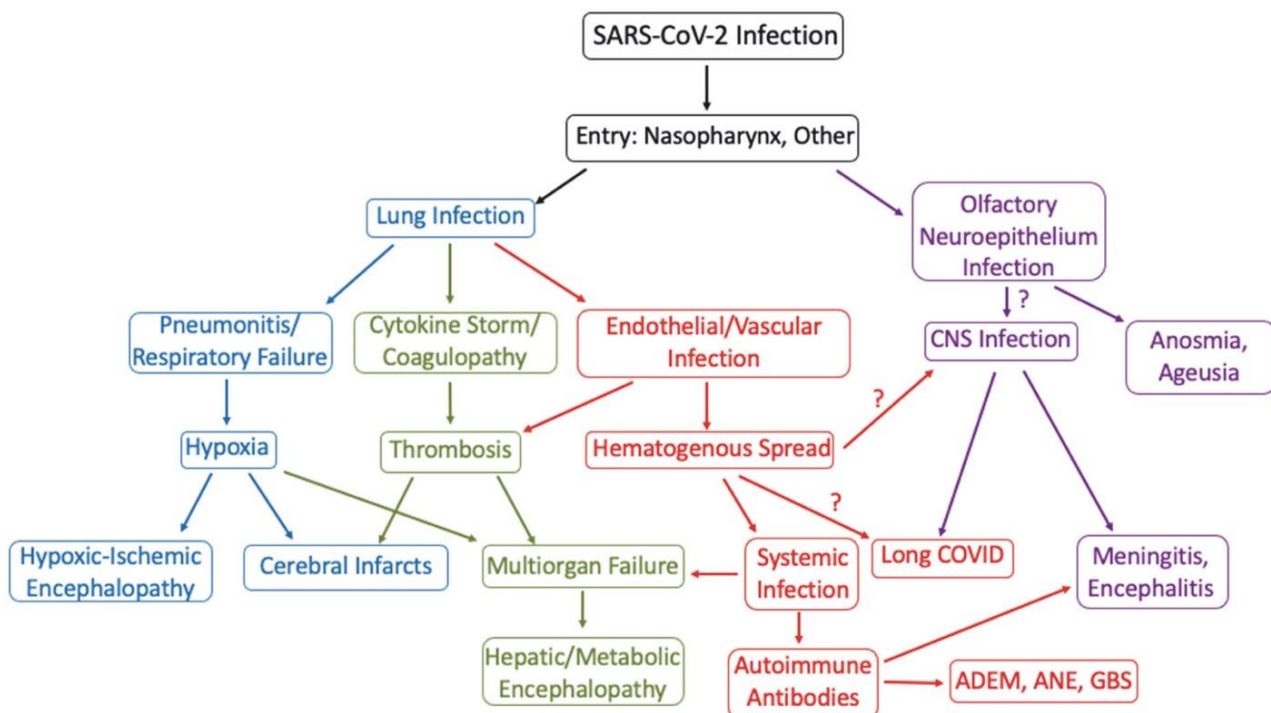 SARS-CoV-2 Infection
Entry: Nasopharynx, Other
Lung Infection
Olfactory
Neuroepithelium
Infection
?
Pneumonitis/
Respiratory Failure
Cytokine Storm/
Coagulopathy
Endothelial/Vascular
Infection
CNS Infection
Anosmia,
Ageusia
?
Hypoxia
Thrombosis
Hematogenous Spread
?
Hypoxic-Ischemic
Encephalopathy
Cerebral Infarcts
Multiorgan Failure
Systemic
Infection
Long COVID
Meningitis,
Encephalitis
Hepatic/Metabolic
Encephalopathy
Autoimmune
Antibodies
ADEM, ANE, GBS